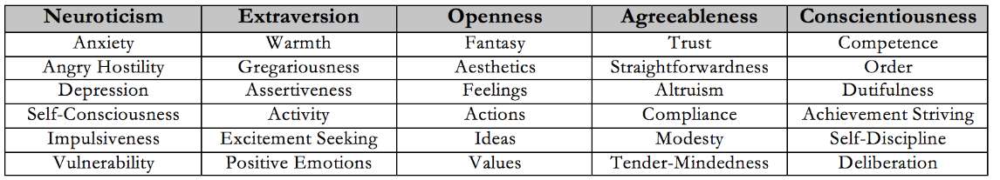 Neuroticism Extraversion Openness Agreeableness Conscientiousness
Anxiety Warmth Fantasy Trust Competence
Angry Hostility Gregariousness Aesthetics Straightforwardness Order
Depression Assertiveness Feelings Altruism Dutifulness
Self-Consciousness Activity Actions Compliance Achievement Striving
Impulsiveness Excitement Seeking Ideas Modesty Self-Discipline
Vulnerability Positive Emotions Values Tender-Mindedness Deliberation